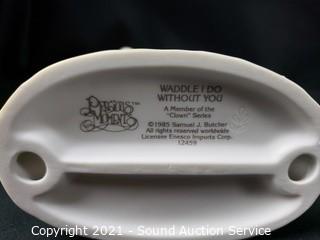 Precious
Moments™
WADDLE I DO
WITHOUT YOU
A Member of the
"Clown" Series
©1985 Samuel J. Butcher
All rights reserved worldwide
Licensee Enesco Imports Corp.
12459
Copyright 2021 - Sound Auction Service